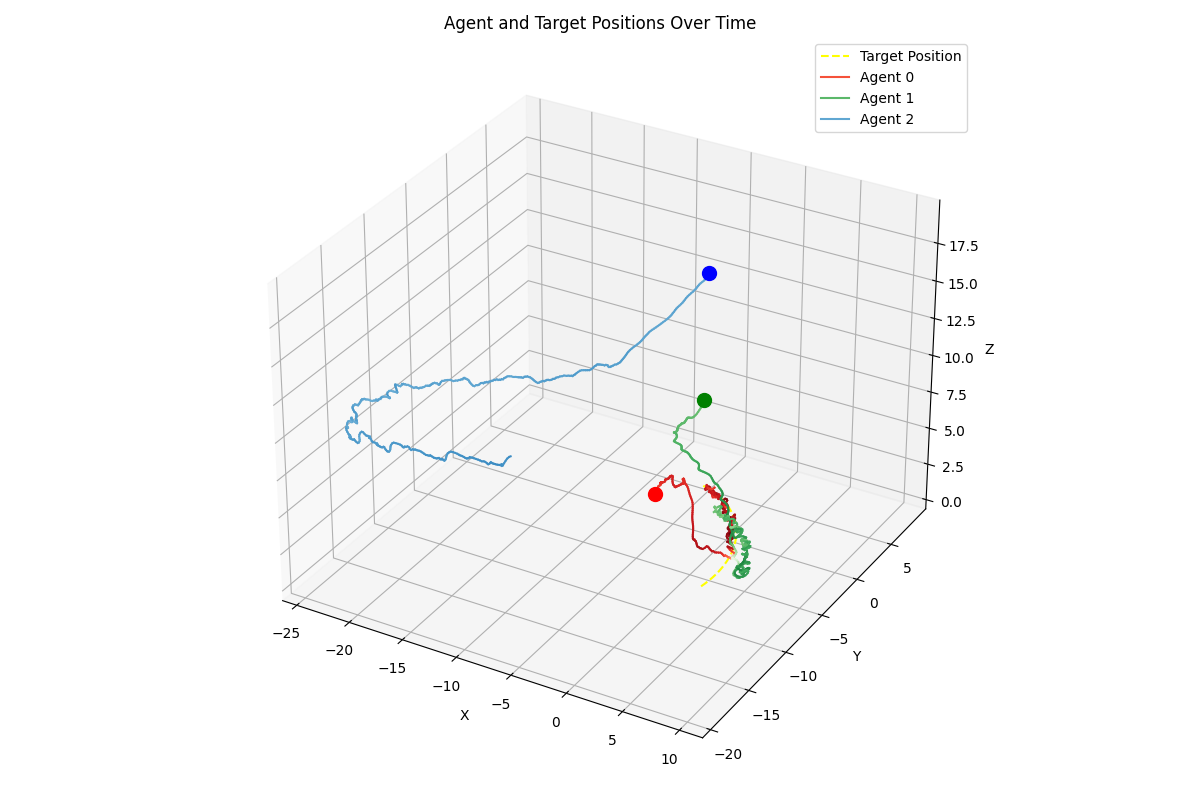 Agent and Target Positions Over Time
Target Position
Agent 0
Agent 1
Agent 2
17.5
15.0
12.5
10.0
7.5
5.0
2.5
0.0
Z
5
0
−5
−10
−15
−20
Y
−25
−20
−15
−10
−5
0
5
10
X